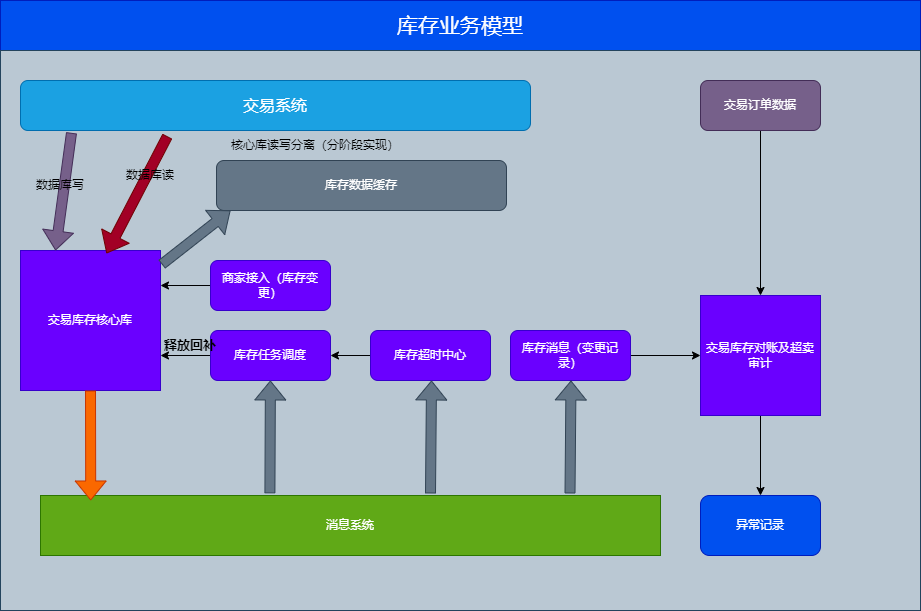 库存业务模型
交易系统
交易订单数据
核心库读写分离（分阶段实现）
数据库写
数据库读
库存数据缓存
商家接入（库存变
更）
交易库存核心库
释放回补
库存任务调度
库存超时中心
库存消息（变更记
录）
交易库存对账及超卖
审计
消息系统
异常记录